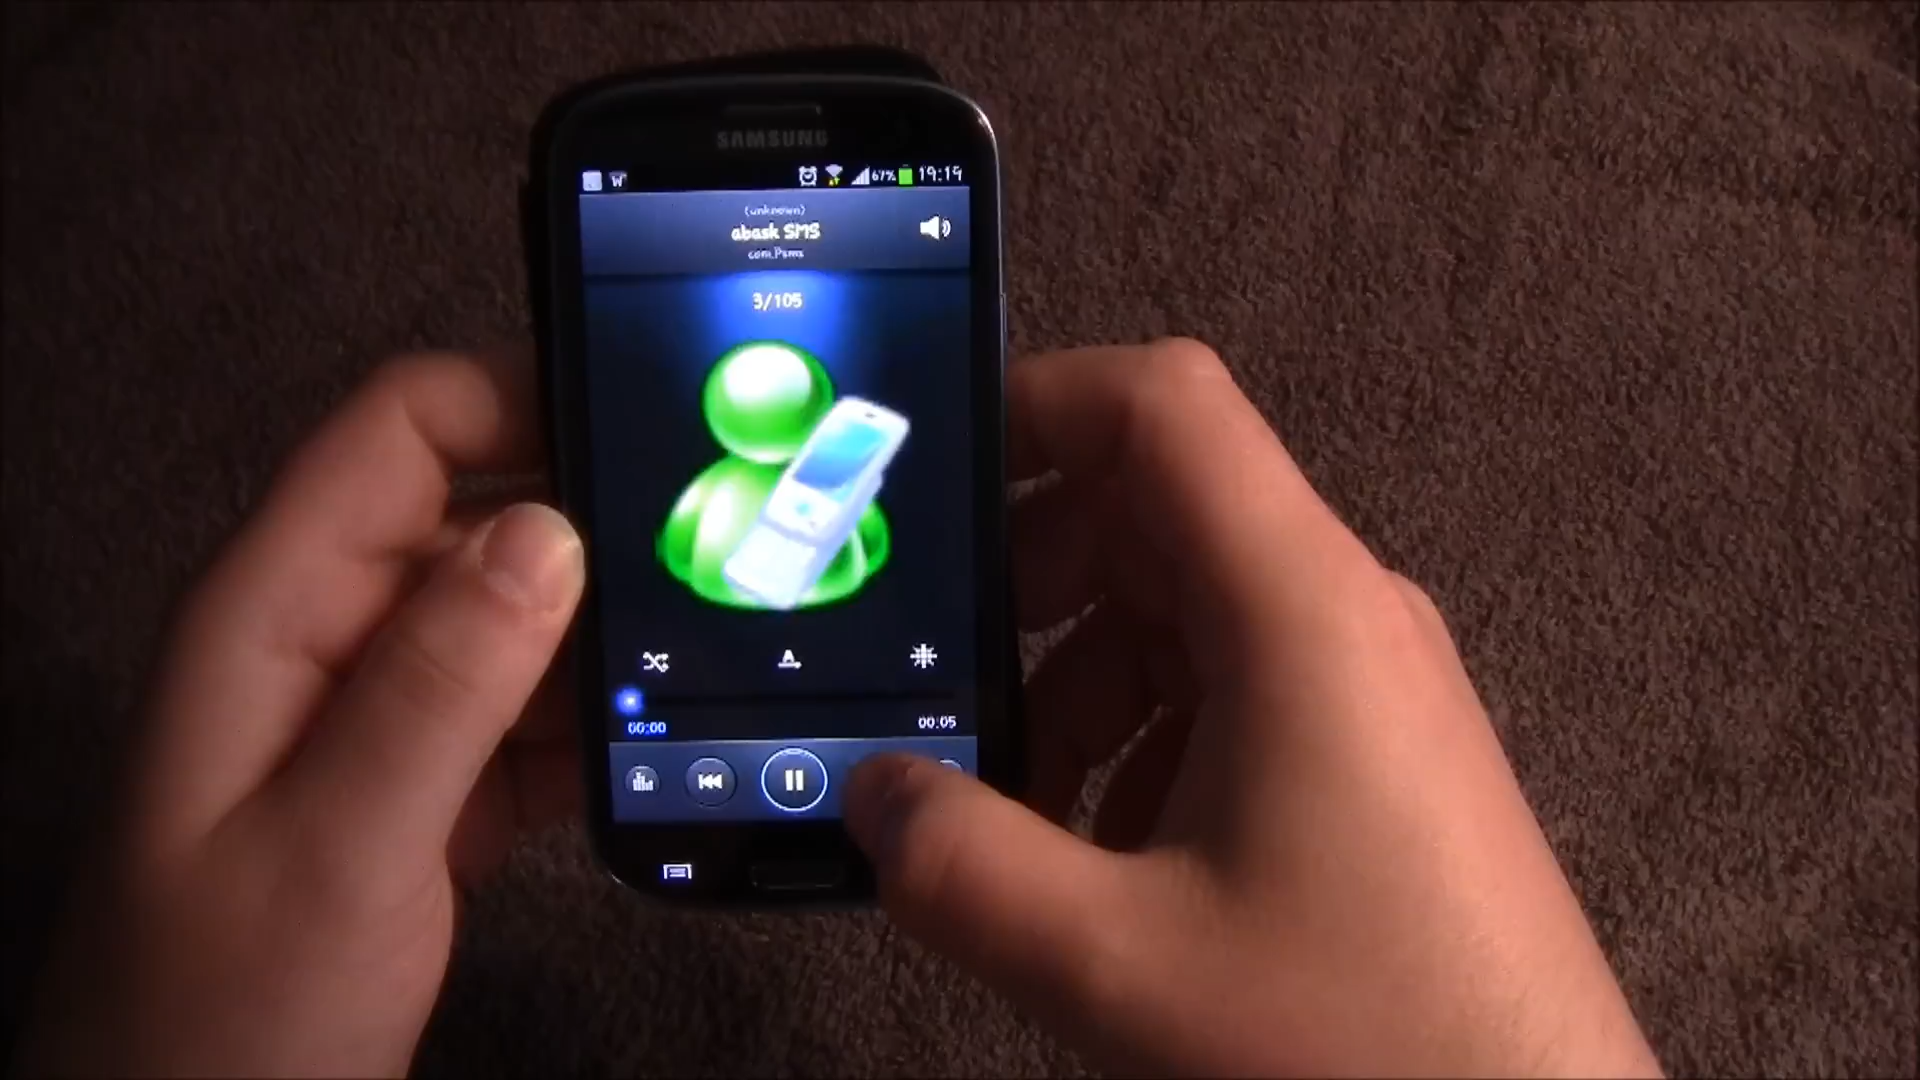 SAMSUNG
W 67% 19:19
(unknown)
abask SMS
com.Psms
3/105
A
00:00 00:05